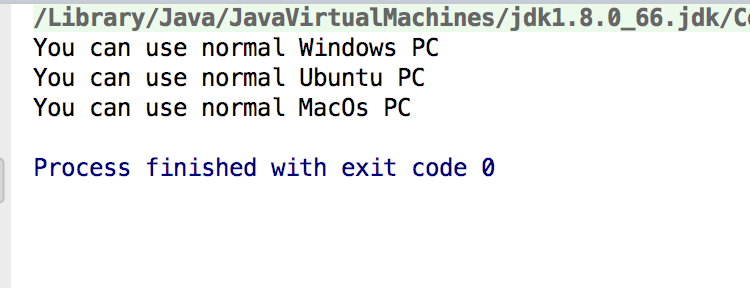 /Library/Java/JavaVirtualMachines/jdk1.8.0_66.jdk/Co
You can use normal Windows PC
You can use normal Ubuntu PC
You can use normal MacOs PC
Process finished with exit code 0